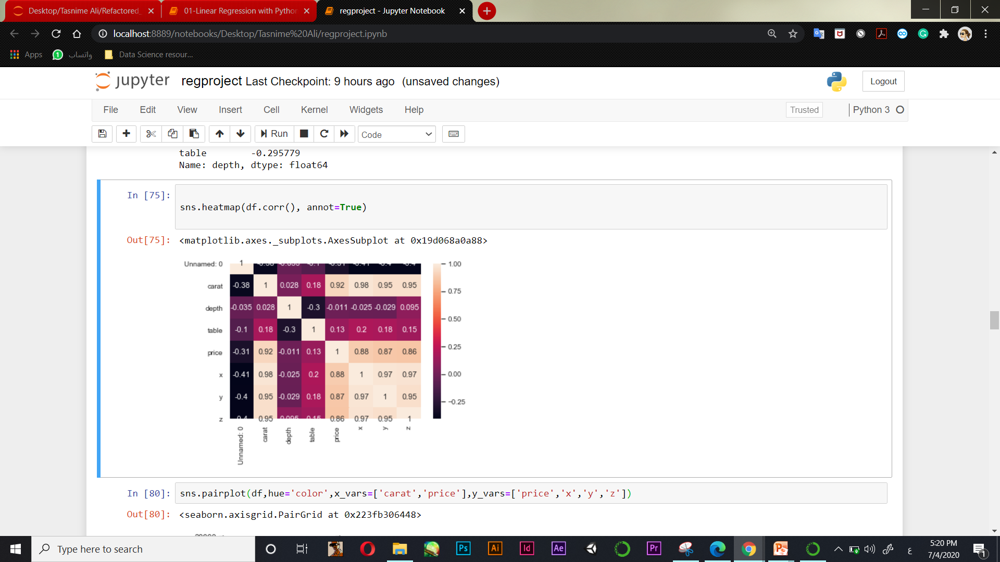 Desktop/Tasnime Ali/Refactored_
01-Linear Regression with Python
regproject - Jupyter Notebook
localhost:8889/notebooks/Desktop/Tasnime%20Ali/regproject.ipynb
Apps
واتساب
Data Science resour...
jupyter regproject Last Checkpoint: 9 hours ago (unsaved changes)
Logout
File Edit View Insert Cell Kernel Widgets Help
Trusted
Python 3
Run
Code
table -0.295779
Name: depth, dtype: float64
In [75]:
sns.heatmap(df.corr(), annot=True)
Out[75]: <matplotlib.axes._subplots.AxesSubplot at 0x19d068a0a88>
Unnamed: 0 1
carat -0.38 1 0.028 0.18 0.92 0.98 0.95 0.95
depth -0.035 0.028 1 -0.3 -0.011 -0.025 -0.029 0.095
table -0.1 0.18 -0.3 1 0.13 0.2 0.18 0.15
price -0.31 0.92 -0.011 0.13 1 0.88 0.87 0.86
x -0.41 0.98 -0.025 0.2 0.88 1 0.97 0.97
y -0.4 0.95 -0.029 0.18 0.87 0.97 1 0.95
z 0.95 0.86 0.97 0.95 1
Unnamed: 0 carat depth table price x y z
1.00
0.75
0.50
0.25
0.00
-0.25
In [80]: sns.pairplot(df,hue='color',x_vars=['carat','price'],y_vars=['price','x','y','z'])
Out[80]: <seaborn.axisgrid.PairGrid at 0x223fb306448>
Type here to search
Ps
Ai
Id
Ae
Pr
ع
5:20 PM
7/4/2020
1